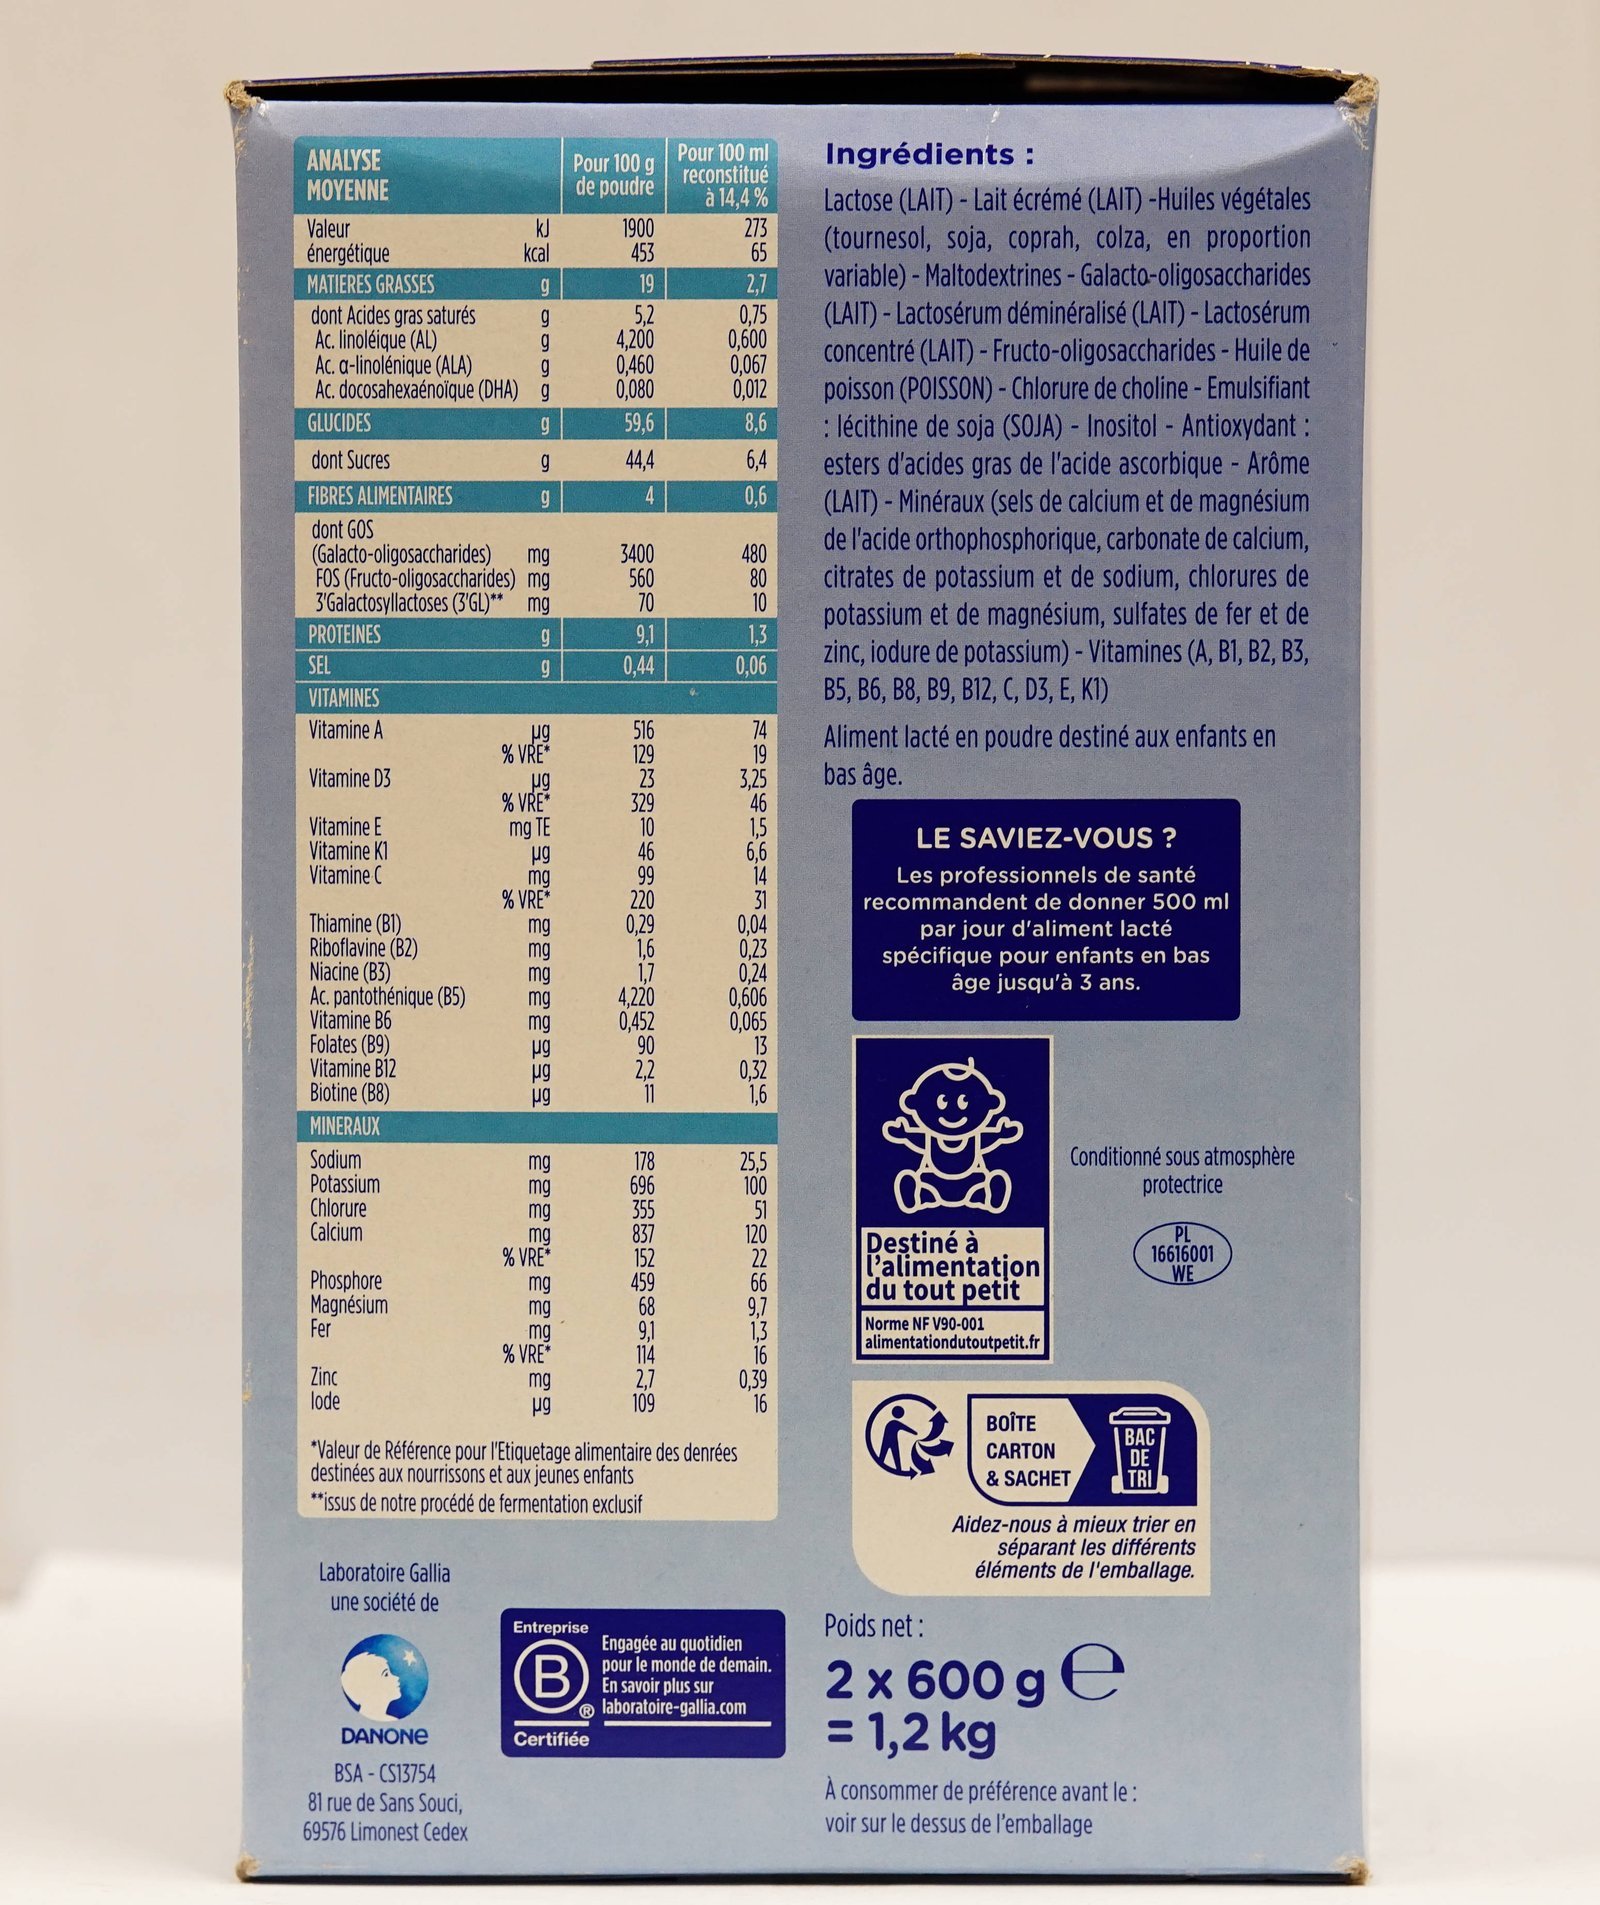 ANALYSE MOYENNE | Pour 100 g de poudre | Pour 100 ml reconstitué à 14,4 %
Valeur kJ 1900 273
énergétique kcal 453 65
MATIERES GRASSES g 19 2,7
dont Acides gras saturés g 5,2 0,75
Ac. linoléique (AL) g 4,200 0,600
Ac. α-linolénique (ALA) g 0,460 0,067
Ac. docosahexaénoïque (DHA) g 0,080 0,012
GLUCIDES g 59,6 8,6
dont Sucres g 44,4 6,4
FIBRES ALIMENTAIRES g 4 0,6
dont GOS
(Galacto-oligosaccharides) mg 3400 480
FOS (Fructo-oligosaccharides) mg 560 80
3'Galactosyllactoses (3'GL)** mg 70 10
PROTEINES g 9,1 1,3
SEL g 0,44 0,06
VITAMINES
Vitamine A µg 516 74
% VRE* 129 19
Vitamine D3 µg 23 3,25
% VRE* 329 46
Vitamine E mg TE 10 1,5
Vitamine K1 µg 46 6,6
Vitamine C mg 99 14
% VRE* 220 31
Thiamine (B1) mg 0,29 0,04
Riboflavine (B2) mg 1,6 0,23
Niacine (B3) mg 1,7 0,24
Ac. pantothénique (B5) mg 4,220 0,606
Vitamine B6 mg 0,452 0,065
Folates (B9) µg 90 13
Vitamine B12 µg 2,2 0,32
Biotine (B8) µg 11 1,6
MINERAUX
Sodium mg 178 25,5
Potassium mg 696 100
Chlorure mg 355 51
Calcium mg 837 120
% VRE* 152 22
Phosphore mg 459 66
Magnésium mg 68 9,7
Fer mg 9,1 1,3
% VRE* 114 16
Zinc mg 2,7 0,39
Iode µg 109 16
*Valeur de Référence pour l'Etiquetage alimentaire des denrées
destinées aux nourrissons et aux jeunes enfants
**issus de notre procédé de fermentation exclusif
Laboratoire Gallia
une société de
DANONE
BSA - CS13754
81 rue de Sans Souci,
69576 Limonest Cedex
Entreprise
B
®
Certifiée
Engagée au quotidien
pour le monde de demain.
En savoir plus sur
laboratoire-gallia.com
Ingrédients :
Lactose (LAIT) - Lait écrémé (LAIT) -Huiles végétales
(tournesol, soja, coprah, colza, en proportion
variable) - Maltodextrines - Galacto-oligosaccharides
(LAIT) - Lactosérum déminéralisé (LAIT) - Lactosérum
concentré (LAIT) - Fructo-oligosaccharides - Huile de
poisson (POISSON) - Chlorure de choline - Emulsifiant
: lécithine de soja (SOJA) - Inositol - Antioxydant :
esters d'acides gras de l'acide ascorbique - Arôme
(LAIT) - Minéraux (sels de calcium et de magnésium
de l'acide orthophosphorique, carbonate de calcium,
citrates de potassium et de sodium, chlorures de
potassium et de magnésium, sulfates de fer et de
zinc, iodure de potassium) - Vitamines (A, B1, B2, B3,
B5, B6, B8, B9, B12, C, D3, E, K1)
Aliment lacté en poudre destiné aux enfants en
bas âge.
LE SAVIEZ-VOUS ?
Les professionnels de santé
recommandent de donner 500 ml
par jour d'aliment lacté
spécifique pour enfants en bas
âge jusqu'à 3 ans.
Destiné à
l'alimentation
du tout petit
Norme NF V90-001
alimentationdutoutpetit.fr
Conditionné sous atmosphère
protectrice
PL
16616001
WE
BOÎTE
CARTON
& SACHET
BAC
DE
TRI
Aidez-nous à mieux trier en
séparant les différents
éléments de l'emballage.
Poids net :
2 x 600 g ℮
= 1,2 kg
À consommer de préférence avant le :
voir sur le dessus de l'emballage